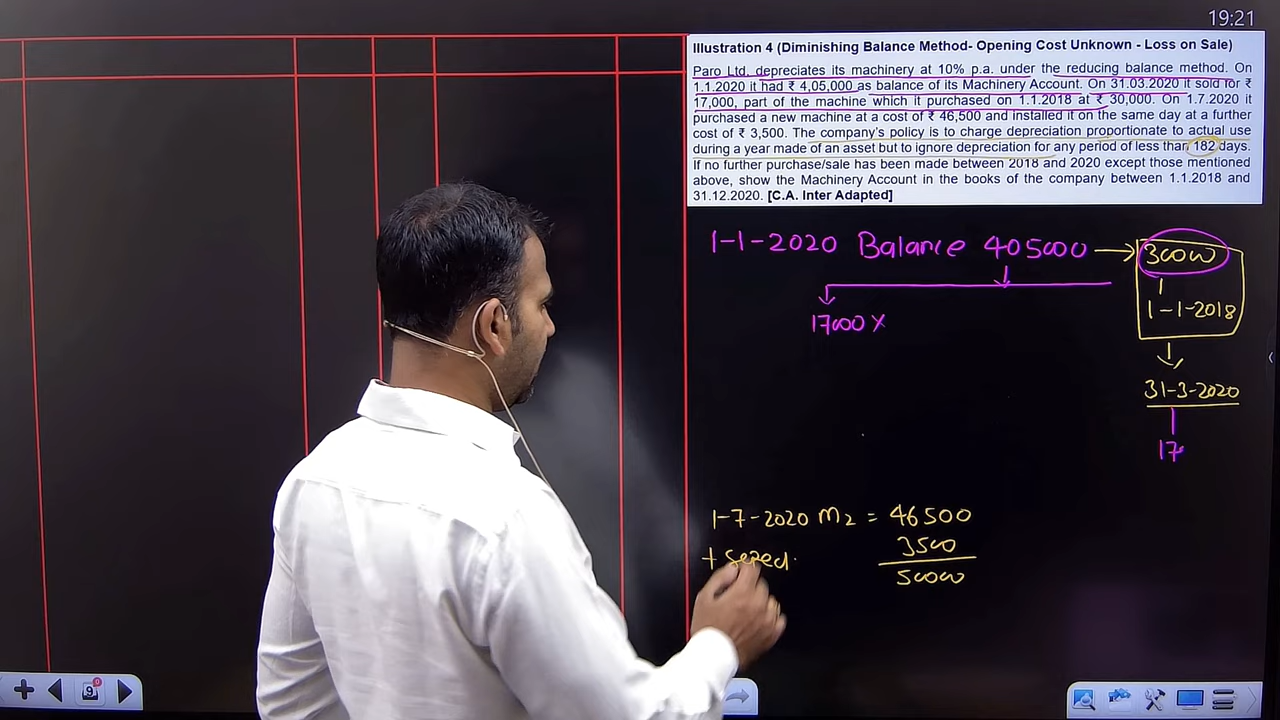 19:21
Illustration 4 (Diminishing Balance Method- Opening Cost Unknown - Loss on Sale)
Paro Ltd. depreciates its machinery at 10% p.a. under the reducing balance method. On
1.1.2020 it had ₹ 4,05,000 as balance of its Machinery Account. On 31.03.2020 it sold for ₹
17,000, part of the machine which it purchased on 1.1.2018 at ₹ 30,000. On 1.7.2020 it
purchased a new machine at a cost of ₹ 46,500 and installed it on the same day at a further
cost of ₹ 3,500. The company's policy is to charge depreciation proportionate to actual use
during a year made of an asset but to ignore depreciation for any period of less than 182 days.
If no further purchase/sale has been made between 2018 and 2020 except those mentioned
above, show the Machinery Account in the books of the company between 1.1.2018 and
31.12.2020. [C.A. Inter Adapted]
1-1-2020 Balance 405000
30000
1-1-2018
17000 X
31-3-2020
17
1-7-2020 M2 = 46500
+ 3500
50000
9